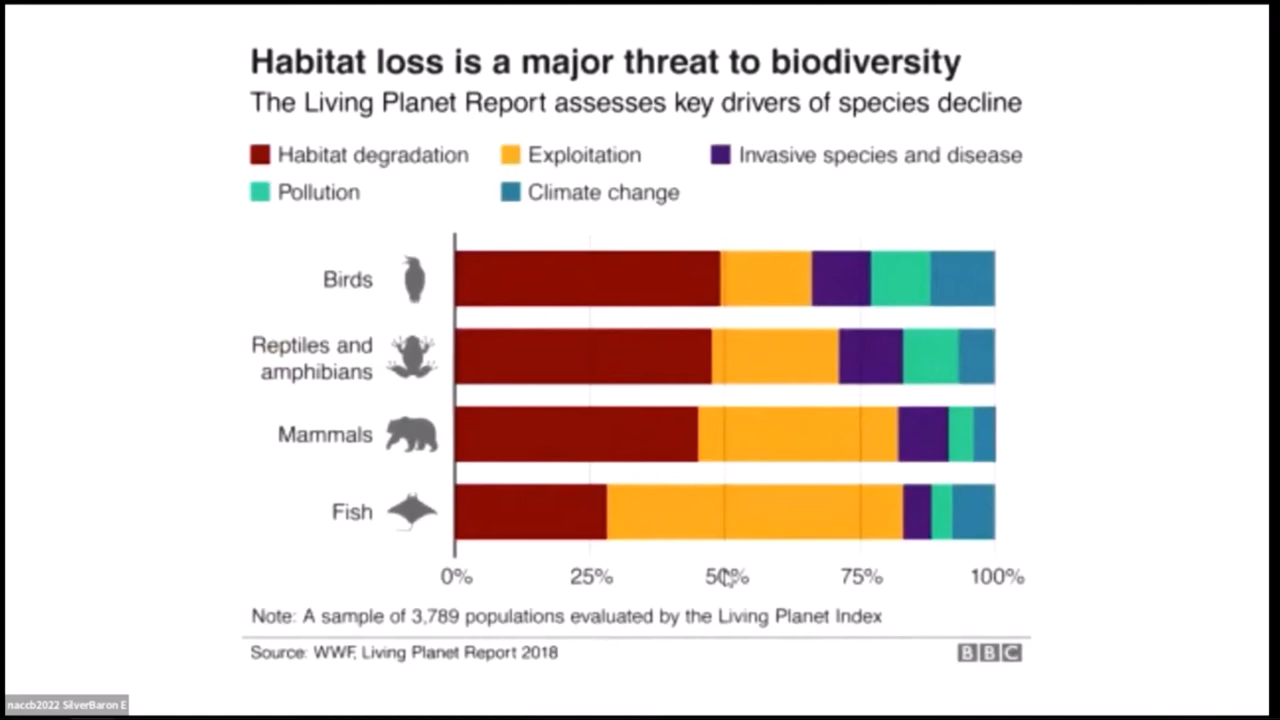 Habitat loss is a major threat to biodiversity
The Living Planet Report assesses key drivers of species decline
Habitat degradation Exploitation Invasive species and disease
Pollution Climate change
Birds
Reptiles and
amphibians
Mammals
Fish
0% 25% 50% 75% 100%
Note: A sample of 3,789 populations evaluated by the Living Planet Index
Source: WWF, Living Planet Report 2018
BBC
naccb2022 SilverBaron E